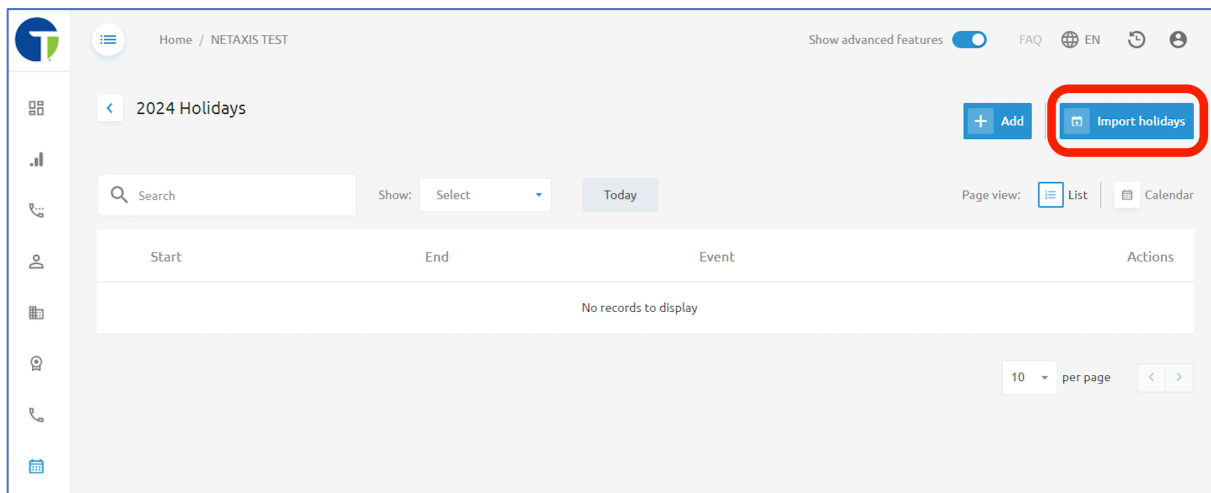 Home / NETAXIS TEST
Show advanced features FAQ EN
2024 Holidays
Add
Import holidays
Search
Show: Select
Today
Page view: List Calendar
Start End Event Actions
No records to display
10 per page